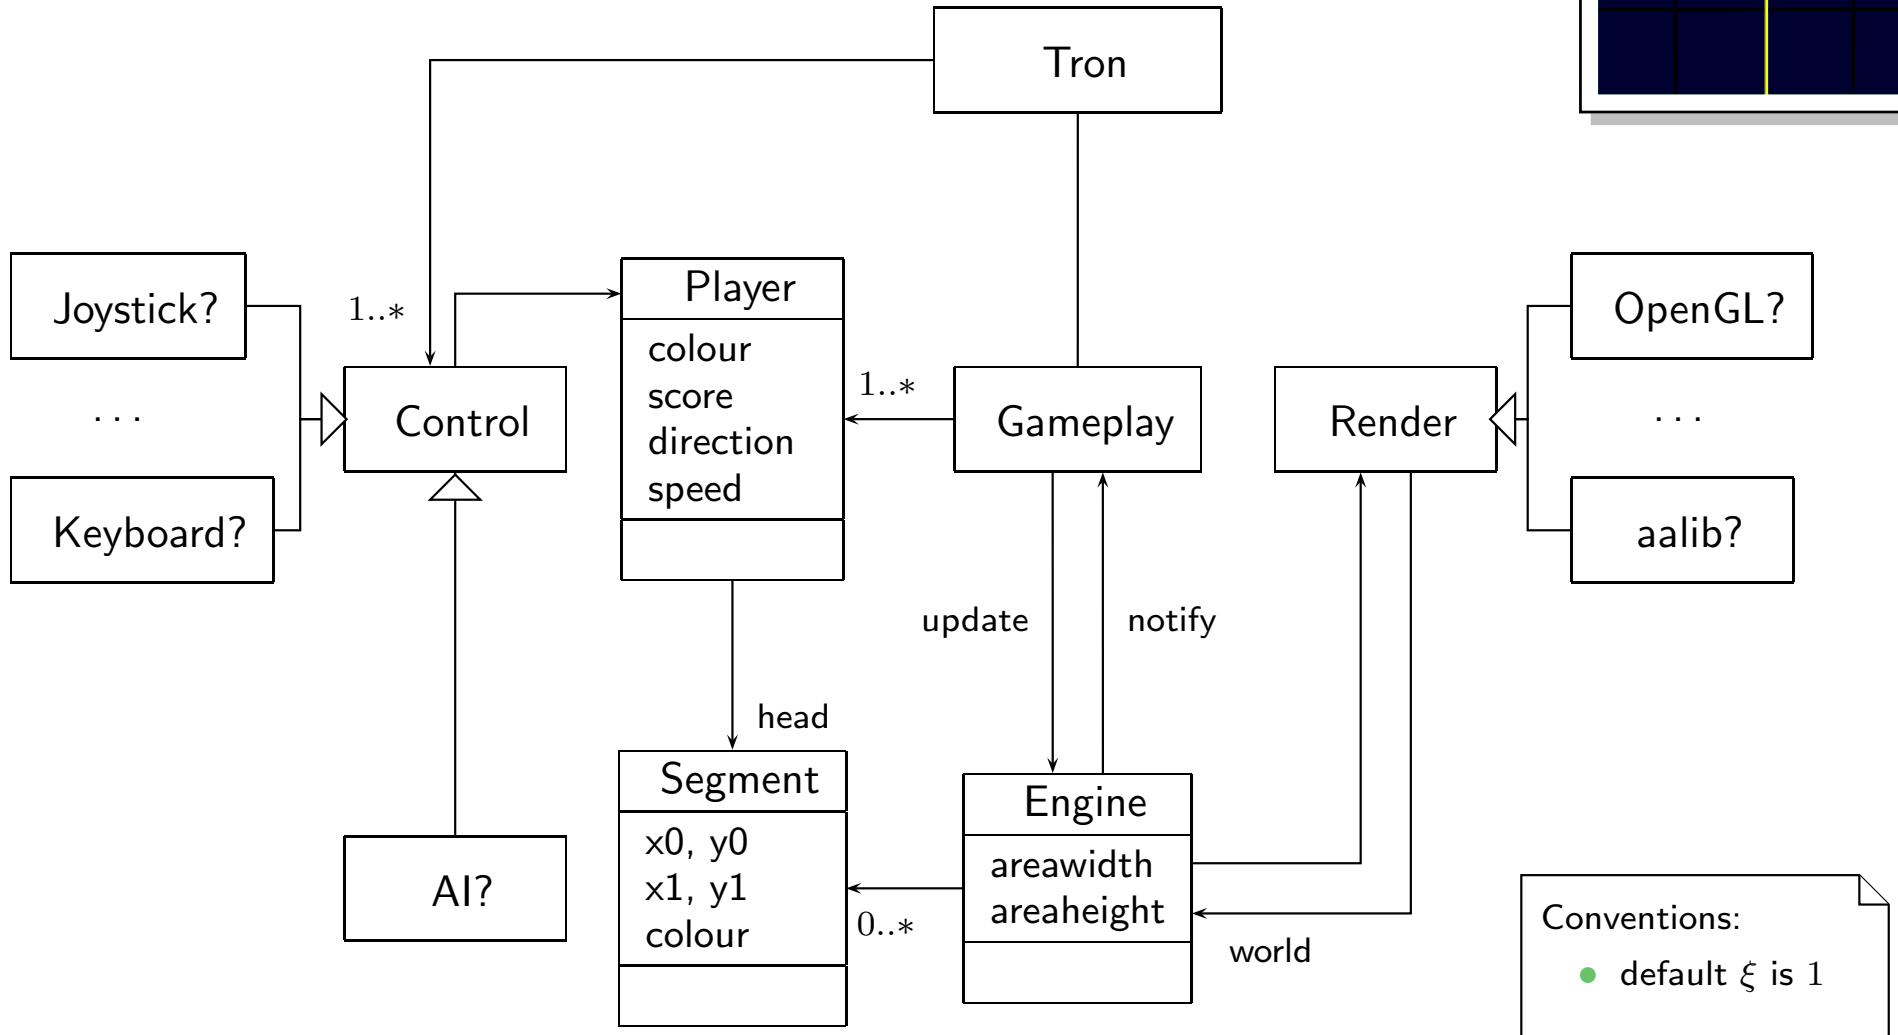 Tron
Joystick?
1..*
Player
OpenGL?
colour
score
direction
speed
1..*
. . .
Control
Gameplay
Render
. . .
Keyboard?
aalib?
update
notify
head
Segment
x0, y0
x1, y1
colour
Engine
areawidth
areaheight
AI?
0..*
world
Conventions:
● default ξ is 1